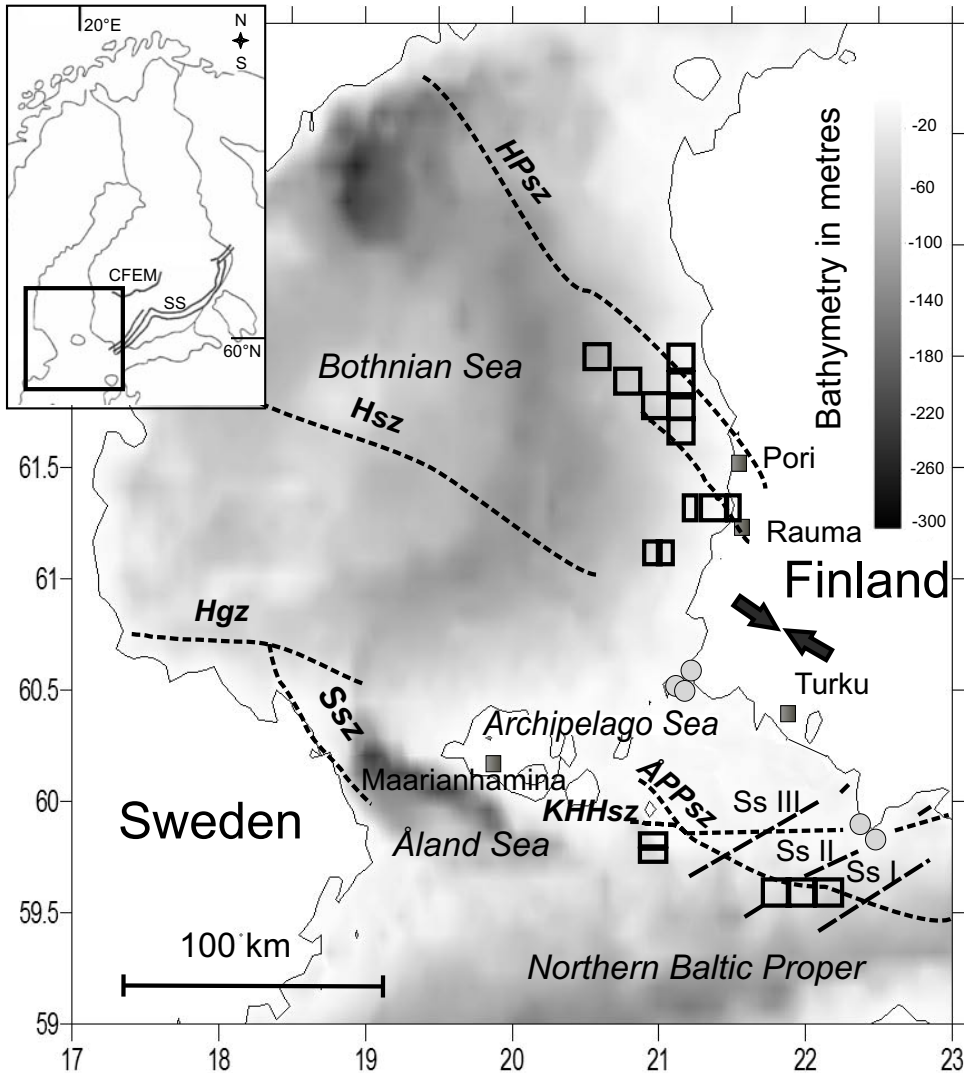 20°E
N
S
CFEM
SS
60°N
HPsz
Bathymetry in metres
-20
-60
-100
-140
-180
-220
-260
-300
Bothnian Sea
Hsz
61.5
Pori
Rauma
61
Finland
Hgz
60.5
Ssz
Turku
Archipelago Sea
Maarianhamina
ÅPPsz
60
KHHsz
Ss III
Sweden
Åland Sea
Ss II
Ss I
59.5
100 km
Northern Baltic Proper
59
17
18
19
20
21
22
23